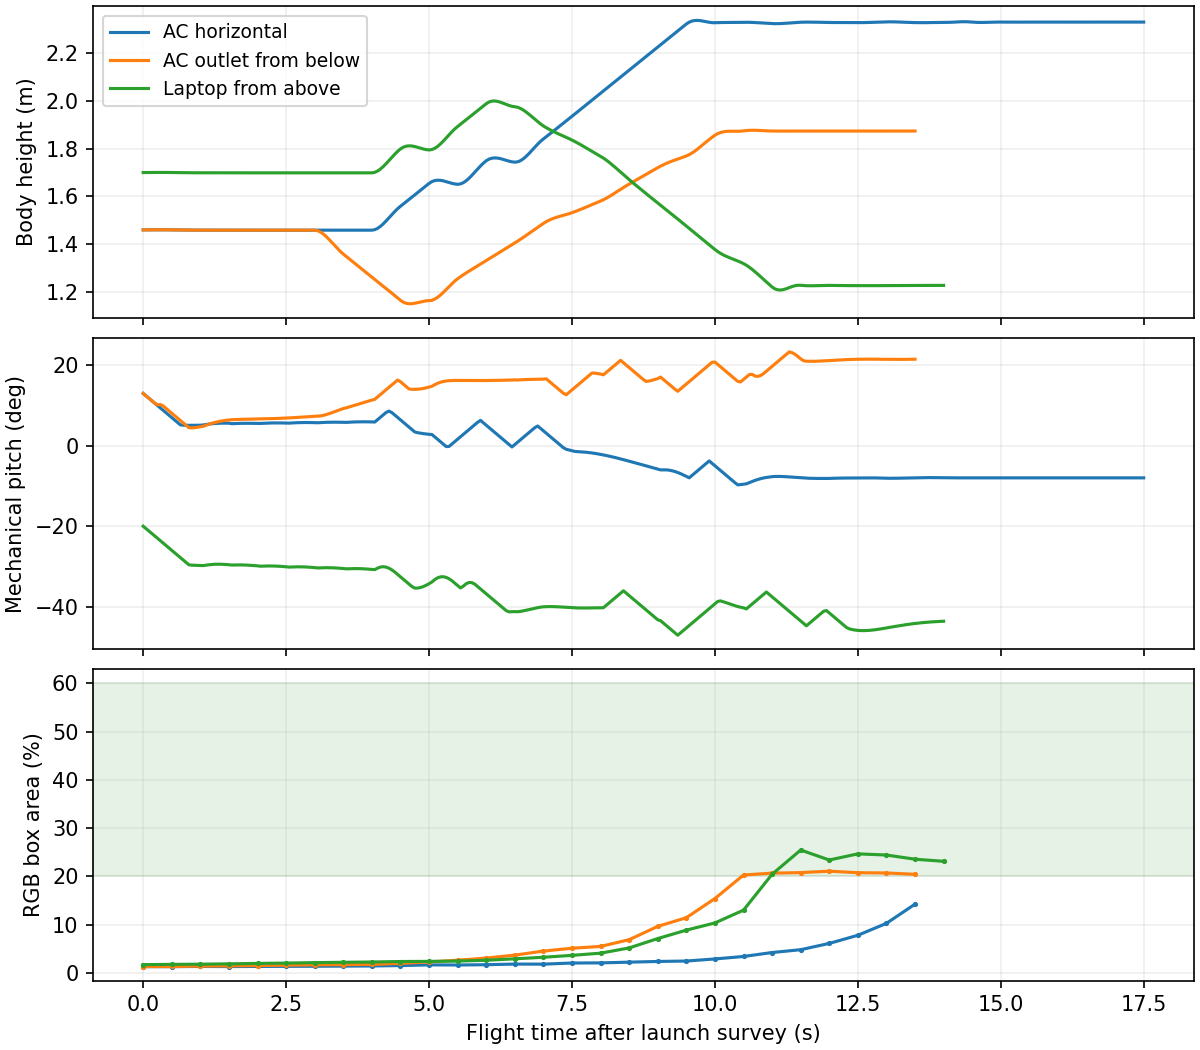 AC horizontal
AC outlet from below
Laptop from above
Body height (m)
2.2
2.0
1.8
1.6
1.4
1.2
Mechanical pitch (deg)
20
0
−20
−40
RGB box area (%)
60
50
40
30
20
10
0
0.0 2.5 5.0 7.5 10.0 12.5 15.0 17.5
Flight time after launch survey (s)